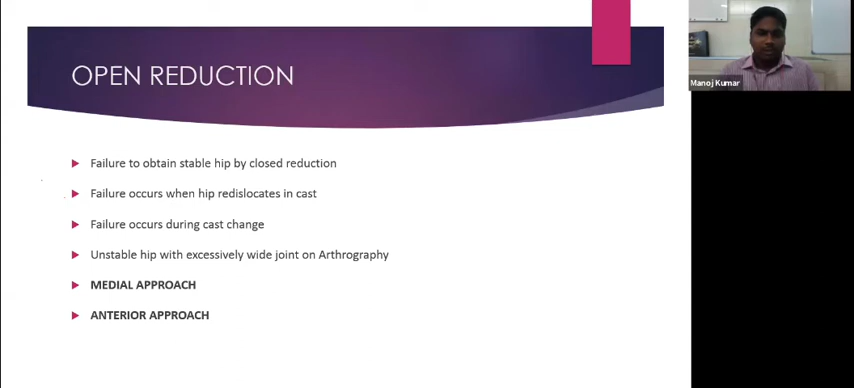 OPEN REDUCTION
Failure to obtain stable hip by closed reduction
Failure occurs when hip redislocates in cast
Failure occurs during cast change
Unstable hip with excessively wide joint on Arthrography
MEDIAL APPROACH
ANTERIOR APPROACH
Manoj Kumar